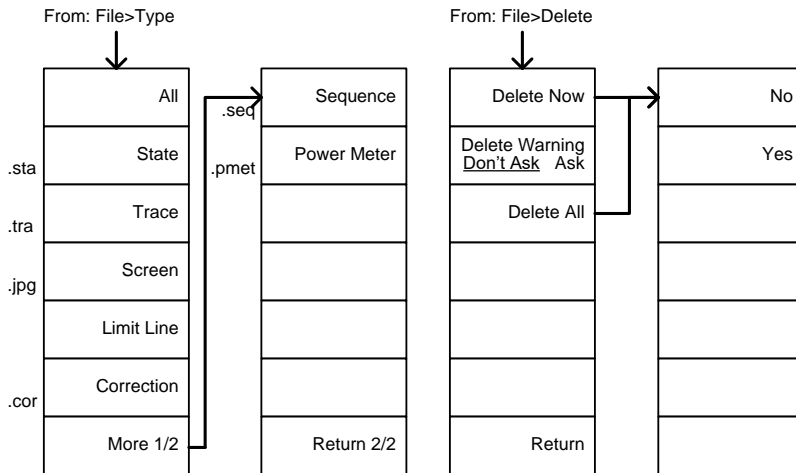 From: File>Type
All
.sta
State
.tra
Trace
.jpg
Screen
Limit Line
.cor
Correction
More 1/2
.seq
Sequence
.pmet
Power Meter
Return 2/2
From: File>Delete
Delete Now
Delete Warning
Don't Ask Ask
Delete All
Return
No
Yes